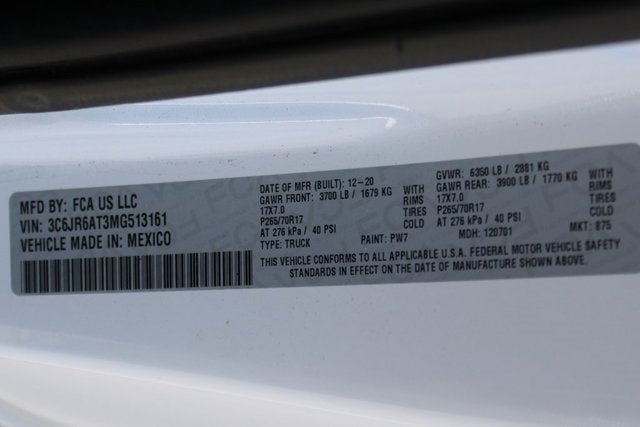 MFD BY: FCA US LLC
VIN: 3C6JR6AT3MG513161
VEHICLE MADE IN: MEXICO
DATE OF MFR (BUILT): 12-20
GAWR FRONT: 3700 LB / 1679 KG WITH
17X7.0 RIMS
P265/70R17 TIRES
AT 276 kPa / 40 PSI COLD
TYPE: TRUCK PAINT: PW7
GVWR: 6350 LB / 2881 KG
GAWR REAR: 3900 LB / 1770 KG WITH
17X7.0 RIMS
P265/70R17 TIRES
AT 276 kPa / 40 PSI COLD
MDH: 120701 MKT: 875
THIS VEHICLE CONFORMS TO ALL APPLICABLE U.S.A. FEDERAL MOTOR VEHICLE SAFETY
STANDARDS IN EFFECT ON THE DATE OF MANUFACTURE SHOWN ABOVE.